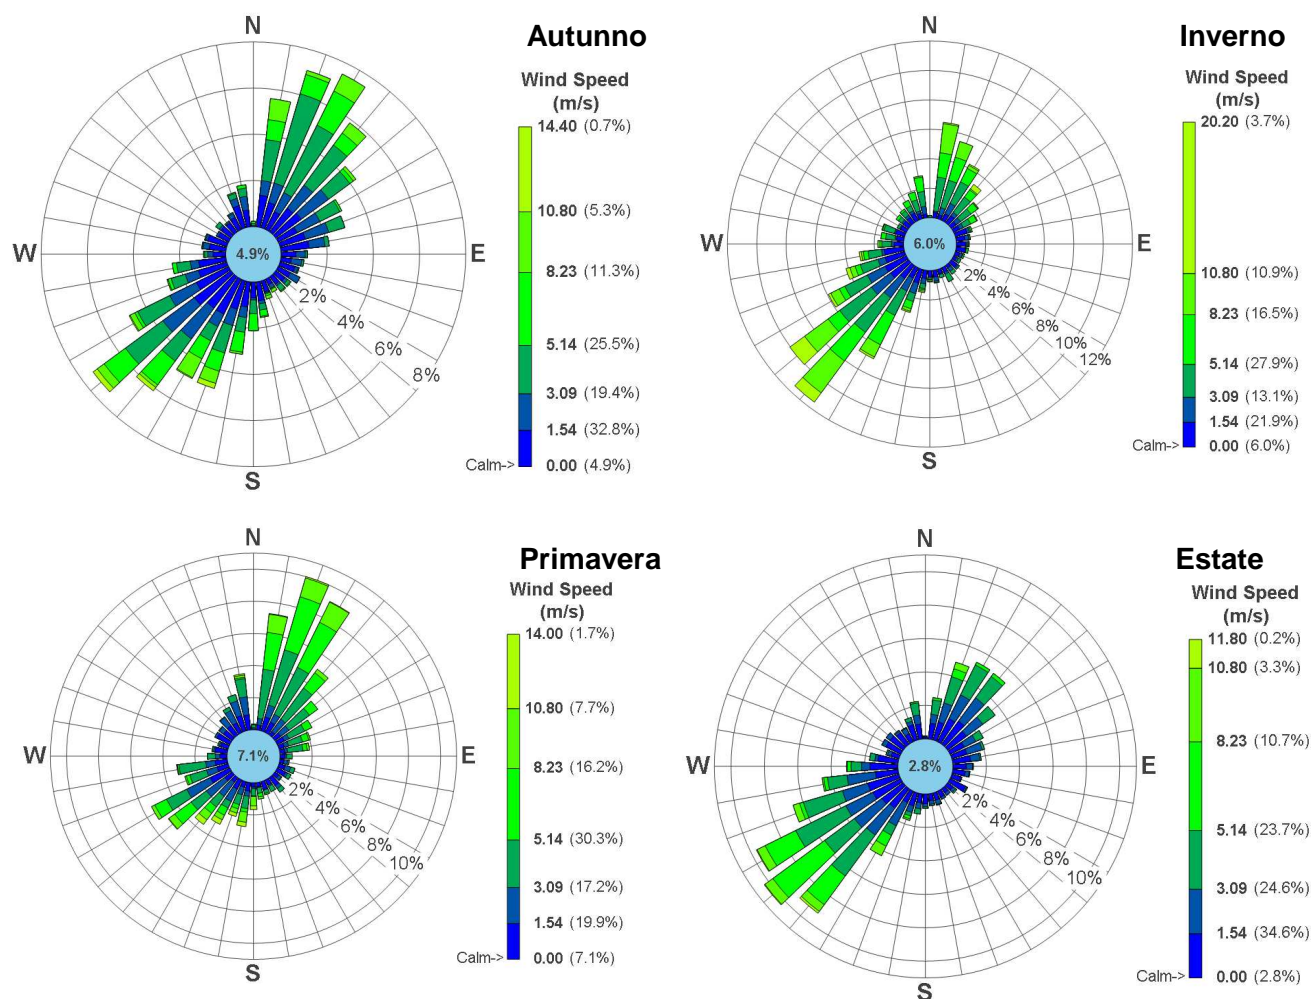 N
Autunno
Wind Speed
(m/s)
14.40 (0.7%)
10.80 (5.3%)
8.23 (11.3%)
5.14 (25.5%)
3.09 (19.4%)
1.54 (32.8%)
Calm-> 0.00 (4.9%)
W
4.9%
E
2%
4%
6%
8%
S
N
Inverno
Wind Speed
(m/s)
20.20 (3.7%)
10.80 (10.9%)
8.23 (16.5%)
5.14 (27.9%)
3.09 (13.1%)
1.54 (21.9%)
Calm-> 0.00 (6.0%)
W
6.0%
E
2%
4%
6%
8%
10%
12%
S
N
Primavera
Wind Speed
(m/s)
14.00 (1.7%)
10.80 (7.7%)
8.23 (16.2%)
5.14 (30.3%)
3.09 (17.2%)
1.54 (19.9%)
Calm-> 0.00 (7.1%)
W
7.1%
E
2%
4%
6%
8%
10%
S
N
Estate
Wind Speed
(m/s)
11.80 (0.2%)
10.80 (3.3%)
8.23 (10.7%)
5.14 (23.7%)
3.09 (24.6%)
1.54 (34.6%)
Calm-> 0.00 (2.8%)
W
2.8%
E
2%
4%
6%
8%
10%
S